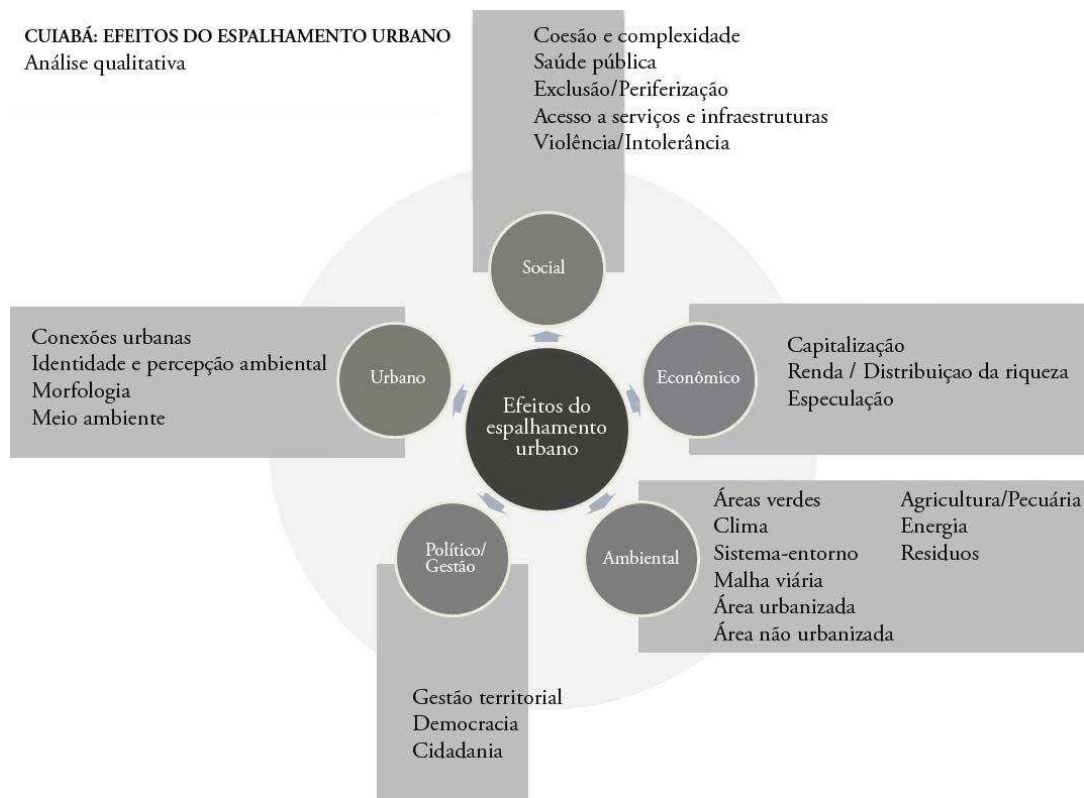 CUIABÁ: EFEITOS DO ESPALHAMENTO URBANO
Análise qualitativa
Coesão e complexidade
Saúde pública
Exclusão/Periferização
Acesso a serviços e infraestruturas
Violência/Intolerância
Social
Conexões urbanas
Identidade e percepção ambiental
Morfologia
Meio ambiente
Urbano
Econômico
Capitalização
Renda / Distribuiçao da riqueza
Especulação
Efeitos do
espalhamento
urbano
Político/
Gestão
Ambiental
Áreas verdes
Clima
Sistema-entorno
Malha viária
Área urbanizada
Área não urbanizada
Agricultura/Pecuária
Energia
Residuos
Gestão territorial
Democracia
Cidadania